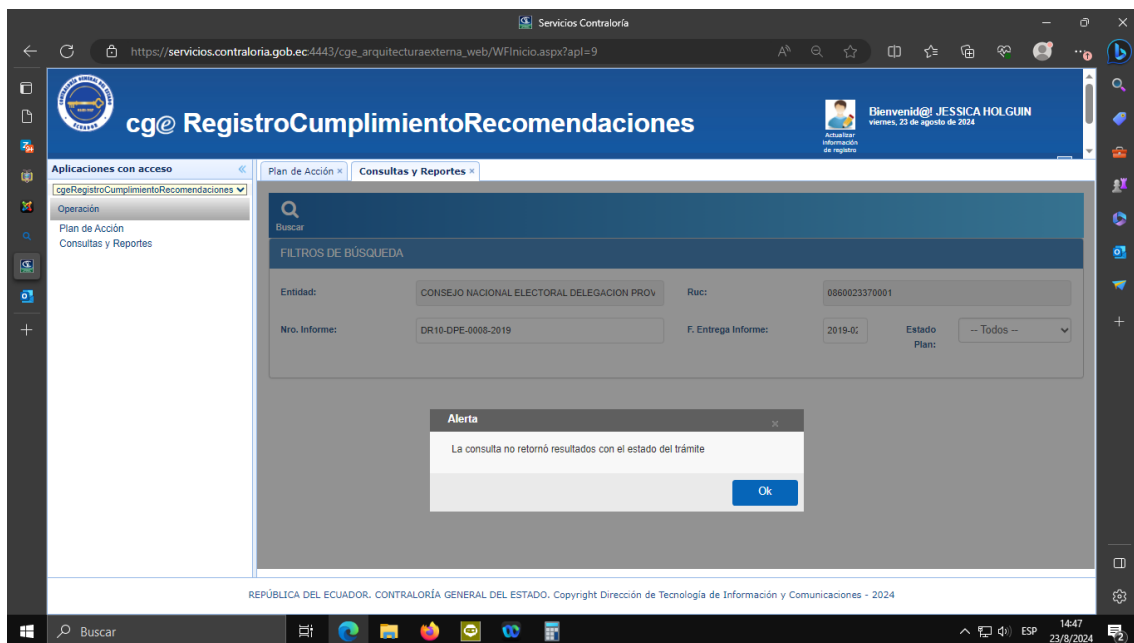 Servicios Contraloría
https://servicios.contraloria.gob.ec:4443/cge_arquitecturaexterna_web/WFInicio.aspx?apl=9
cge RegistroCumplimientoRecomendaciones
Actualizar
Información
de registro
Bienvenid@! JESSICA HOLGUIN
viernes, 23 de agosto de 2024
Aplicaciones con acceso
cgeRegistroCumplimientoRecomendaciones
Operación
Plan de Acción
Consultas y Reportes
Plan de Acción ×
Consultas y Reportes ×
Buscar
FILTROS DE BÚSQUEDA
Entidad:
CONSEJO NACIONAL ELECTORAL DELEGACION PROV
Ruc:
0860023370001
Nro. Informe:
DR10-DPE-0008-2019
F. Entrega Informe:
2019-02
Estado
Plan:
-- Todos --
Alerta
La consulta no retornó resultados con el estado del trámite
Ok
REPÚBLICA DEL ECUADOR. CONTRALORÍA GENERAL DEL ESTADO. Copyright Dirección de Tecnología de Información y Comunicaciones - 2024
Buscar
ESP
14:47
23/8/2024
2